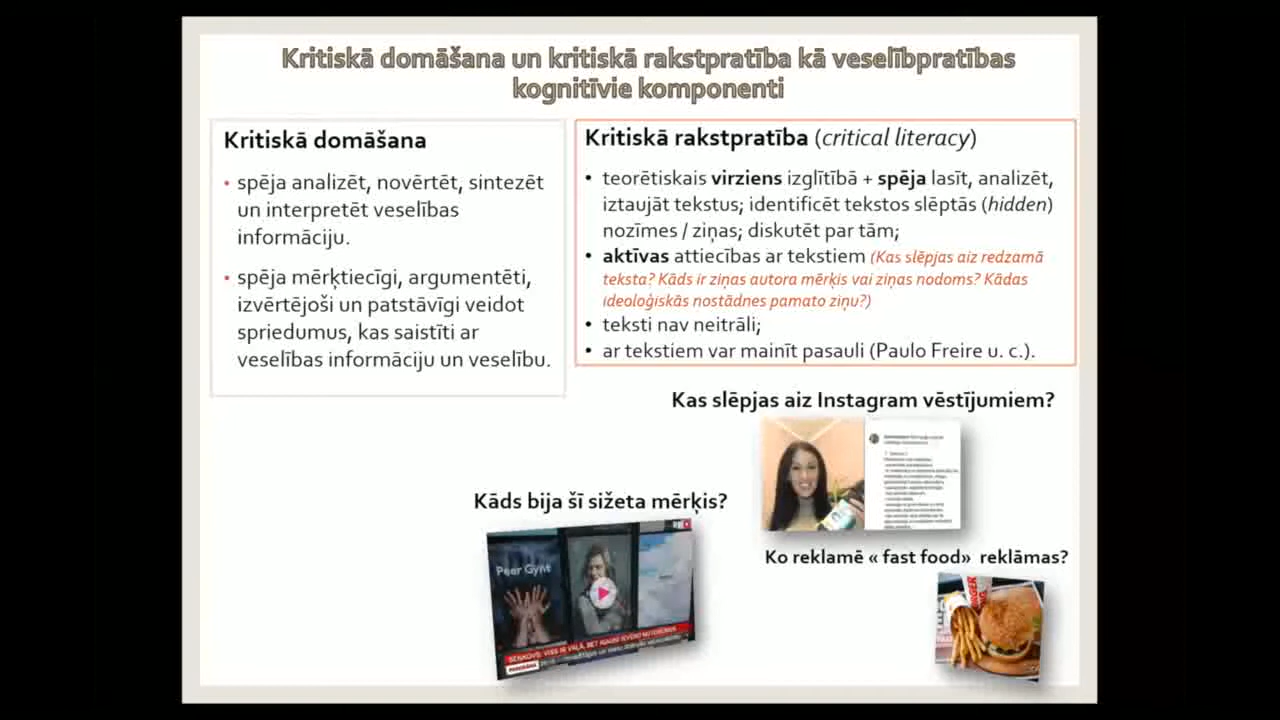 Kritiskā domāšana un kritiskā rakstpratība kā veselībpratības
kognitīvie komponenti
Kritiskā domāšana
• spēja analizēt, novērtēt, sintezēt
un interpretēt veselības
informāciju.
• spēja mērķtiecīgi, argumentēti,
izvērtējoši un patstāvīgi veidot
spriedumus, kas saistīti ar
veselības informāciju un veselību.
Kritiskā rakstpratība (critical literacy)
• teorētiskais virziens izglītībā + spēja lasīt, analizēt,
iztaujāt tekstus; identificēt tekstos slēptās (hidden)
nozīmes / ziņas; diskutēt par tām;
• aktīvas attiecības ar tekstiem (Kas slēpjas aiz redzamā
teksta? Kāds ir ziņas autora mērķis vai ziņas nodoms? Kādas
ideoloģiskās nostādnes pamato ziņu?)
• teksti nav neitrāli;
• ar tekstiem var mainīt pasauli (Paulo Freire u. c.).
Kas slēpjas aiz Instagram vēstījumiem?
Kāds bija šī sižeta mērķis?
Peer Gynt
Ko reklamē « fast food» reklāmas?